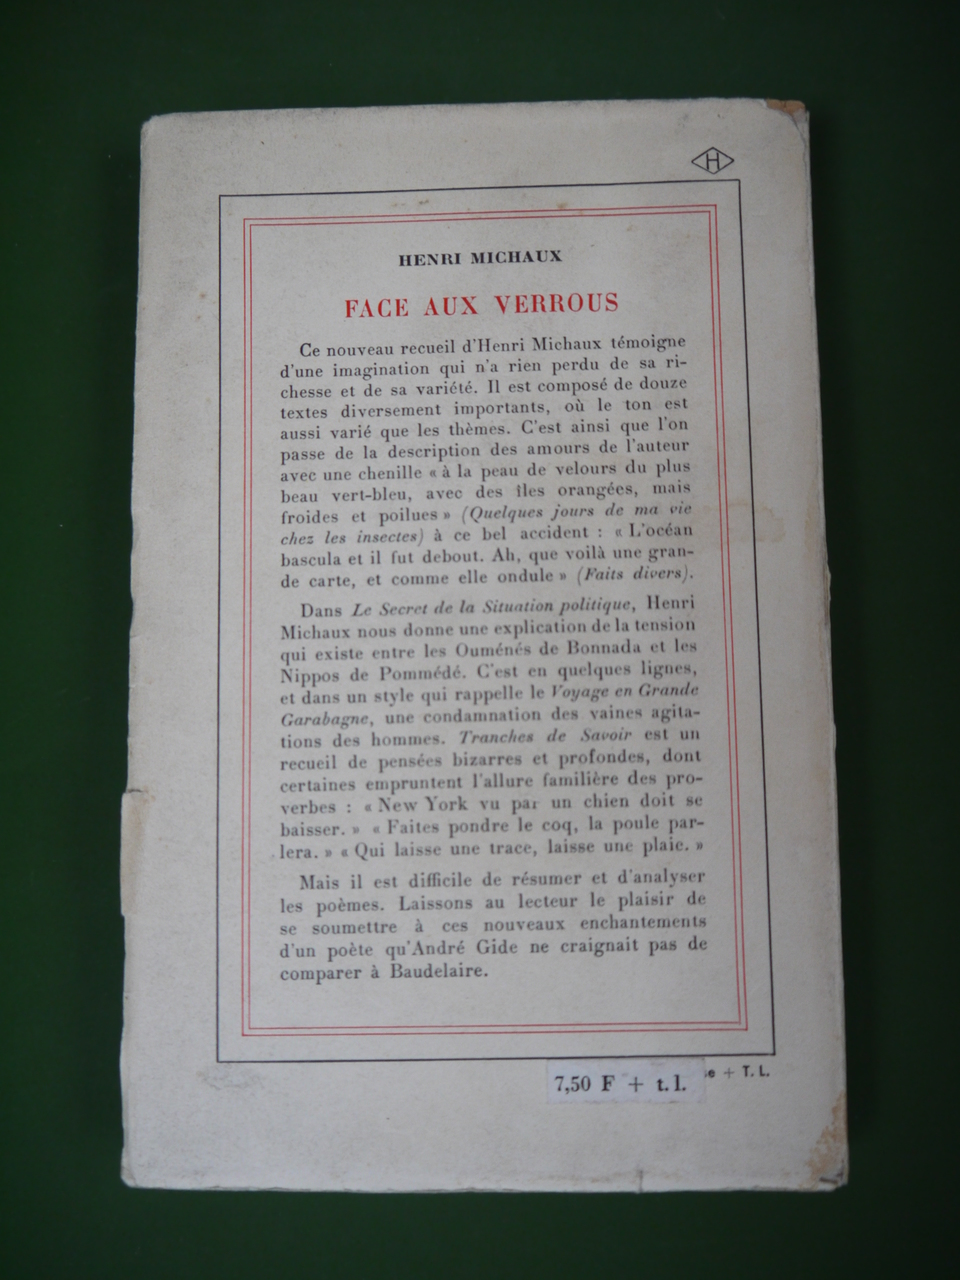 H
HENRI MICHAUX
FACE AUX VERROUS
Ce nouveau recueil d'Henri Michaux témoigne
d'une imagination qui n'a rien perdu de sa ri-
chesse et de sa variété. Il est composé de douze
textes diversement importants, où le ton est
aussi varié que les thèmes. C'est ainsi que l'on
passe de la description des amours de l'auteur
avec une chenille « à la peau de velours du plus
beau vert-bleu, avec des îles orangées, mais
froides et poilues » (Quelques jours de ma vie
chez les insectes) à ce bel accident : « L'océan
bascula et il fut debout. Ah, que voilà une gran-
de carte, et comme elle ondule » (Faits divers).
Dans Le Secret de la Situation politique, Henri
Michaux nous donne une explication de la tension
qui existe entre les Ouménés de Bonnada et les
Nippos de Pommédé. C'est en quelques lignes,
et dans un style qui rappelle le Voyage en Grande
Garabagne, une condamnation des vaines agita-
tions des hommes. Tranches de Savoir est un
recueil de pensées bizarres et profondes, dont
certaines empruntent l'allure familière des pro-
verbes : « New York vu par un chien doit se
baisser. » « Faites pondre le coq, la poule par-
lera. » « Qui laisse une trace, laisse une plaie. »
Mais il est difficile de résumer et d'analyser
les poèmes. Laissons au lecteur le plaisir de
se soumettre à ces nouveaux enchantements
d'un poète qu'André Gide ne craignait pas de
comparer à Baudelaire.
7,50 F + t. l.
+ T. L.